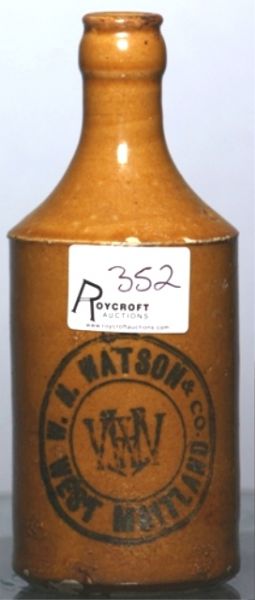 352
ROYCROFT
AUCTIONS
www.roycroftauctions.com
W. H. WATSON & CO.
WHW
WEST MAITLAND